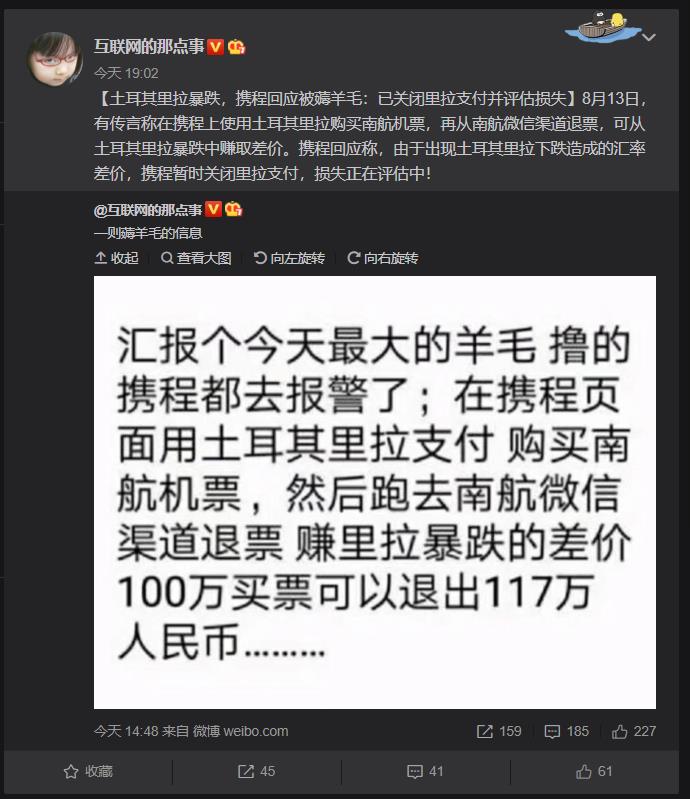 互联网的那点事
今天 19:02
【土耳其里拉暴跌，携程回应被薅羊毛：已关闭里拉支付并评估损失】8月13日，
有传言称在携程上使用土耳其里拉购买南航机票，再从南航微信渠道退票，可从
土耳其里拉暴跌中赚取差价。携程回应称，由于出现土耳其里拉下跌造成的汇率
差价，携程暂时关闭里拉支付，损失正在评估中！
@互联网的那点事
一则薅羊毛的信息
收起 查看大图 向左旋转 向右旋转
汇报个今天最大的羊毛 撸的
携程都去报警了；在携程页
面用土耳其里拉支付 购买南
航机票，然后跑去南航微信
渠道退票 赚里拉暴跌的差价
100万买票可以退出117万
人民币………
今天 14:48 来自 微博 weibo.com 159 185 227
收藏 45 41 61